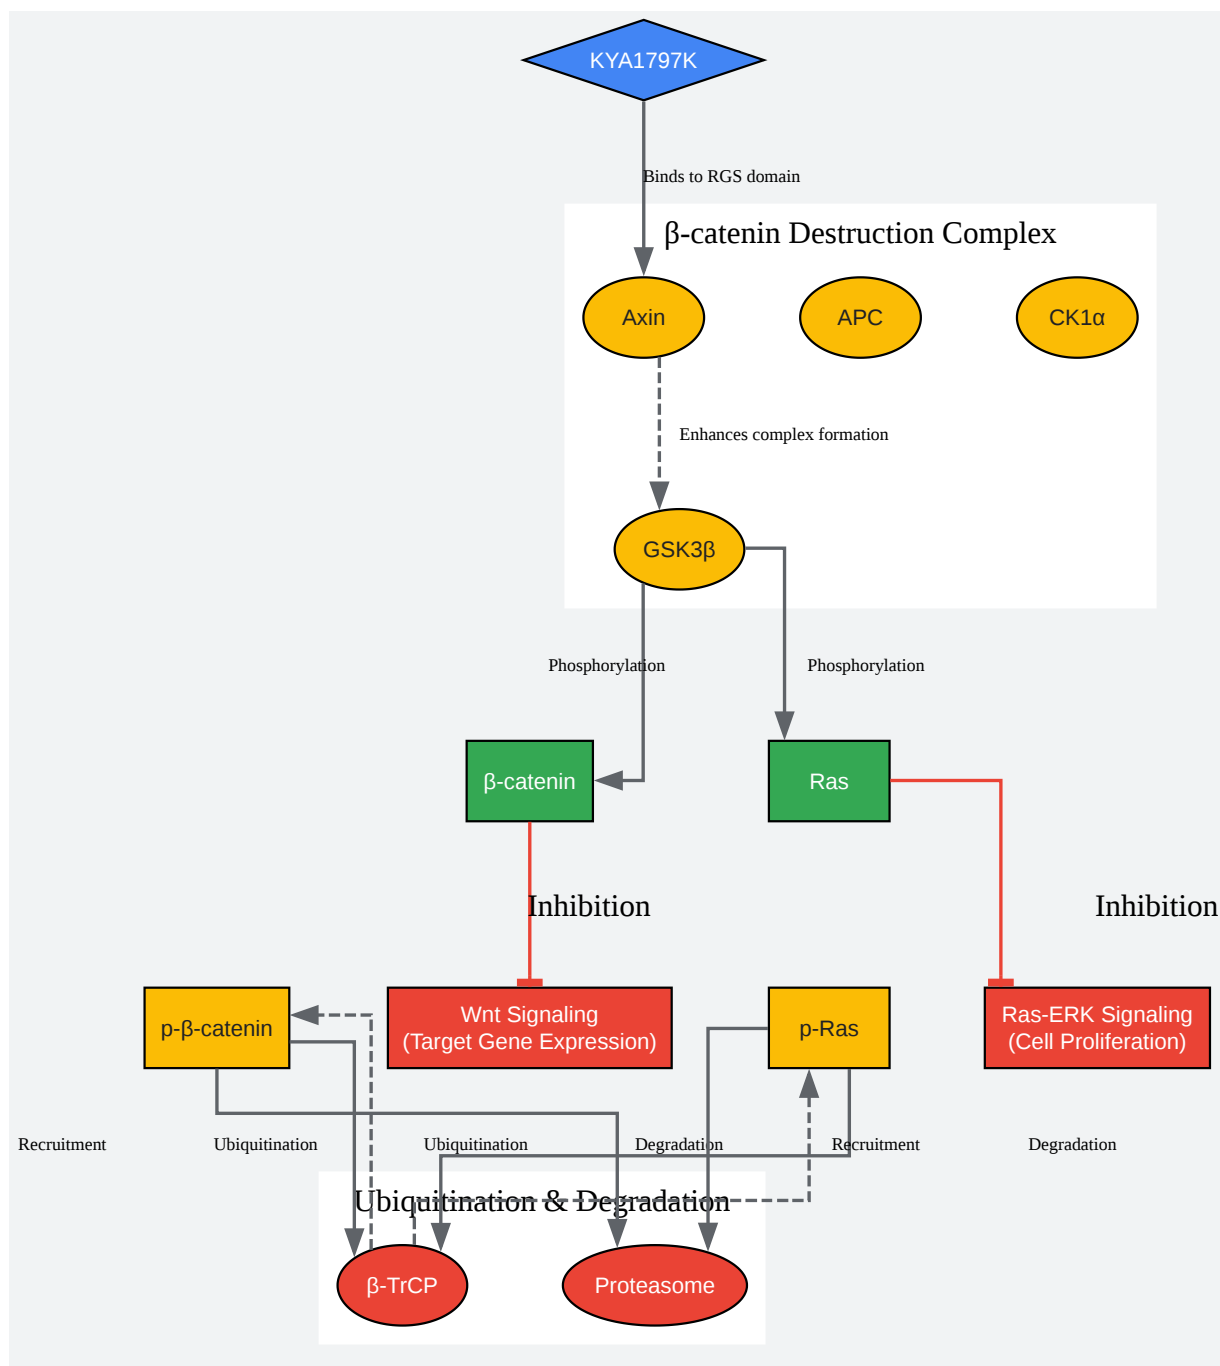 KYA1797K
Binds to RGS domain
β-catenin Destruction Complex
Axin
APC
CK1α
Enhances complex formation
GSK3β
Phosphorylation
Phosphorylation
β-catenin
Ras
Inhibition
Inhibition
p-β-catenin
Wnt Signaling
(Target Gene Expression)
p-Ras
Ras-ERK Signaling
(Cell Proliferation)
Recruitment
Ubiquitination
Ubiquitination
Degradation
Recruitment
Degradation
Ubiquitination & Degradation
β-TrCP
Proteasome